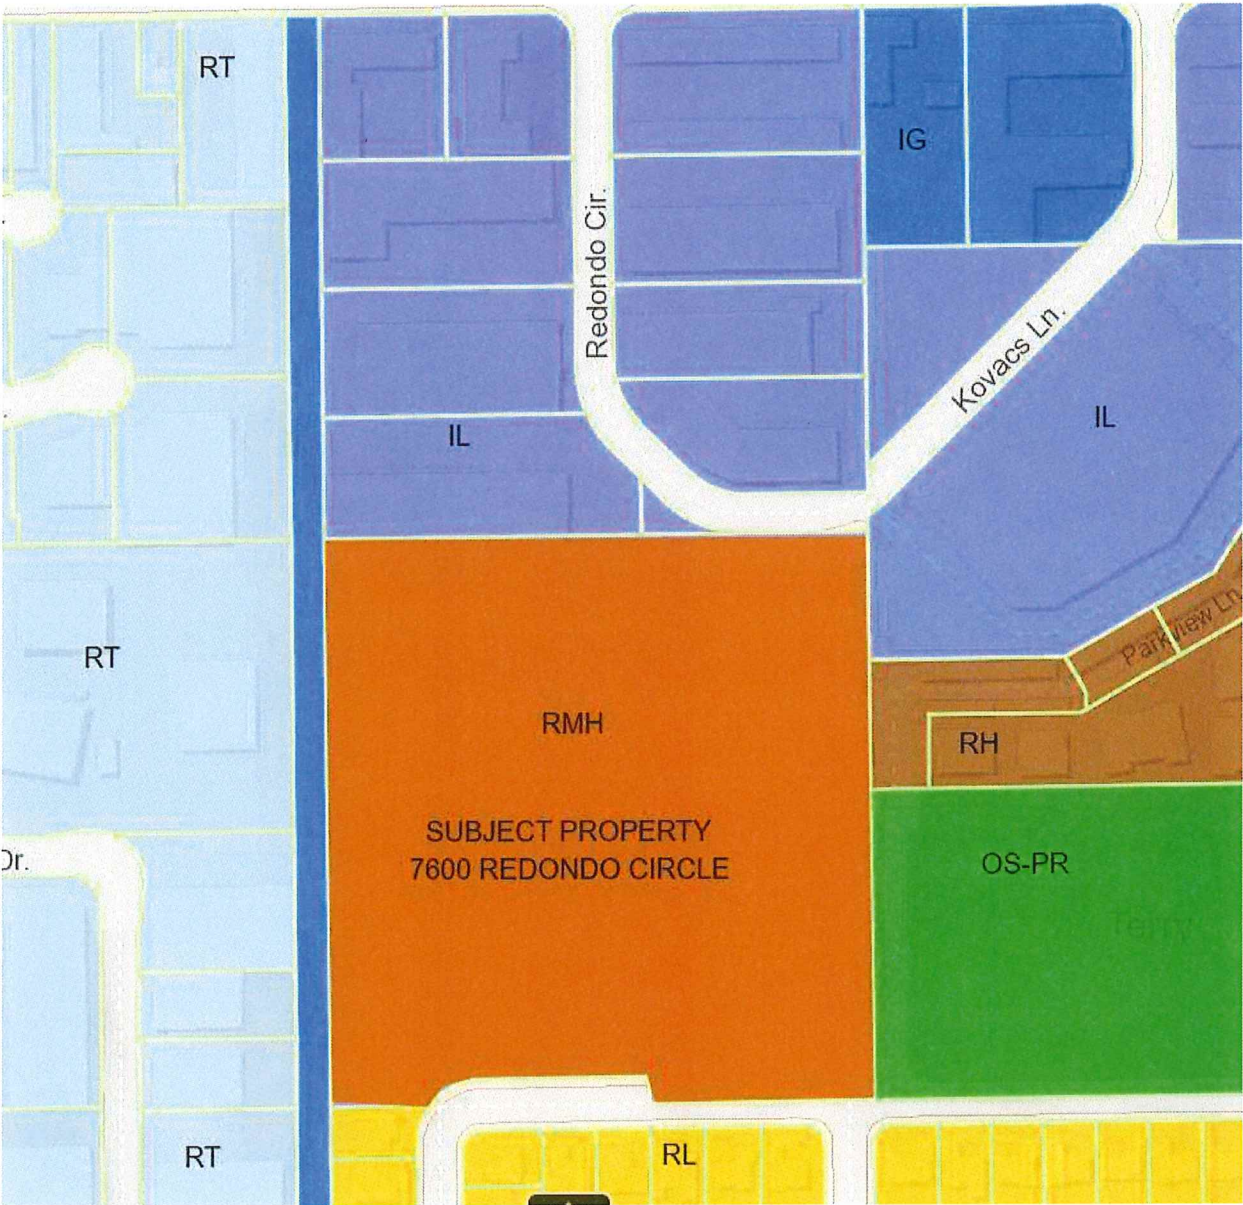 RT
IG
Redondo Cir.
Kovacs Ln.
IL
IL
RT
Parkview Ln.
RMH
RH
SUBJECT PROPERTY
7600 REDONDO CIRCLE
Dr.
OS-PR
Terry
RT
RL